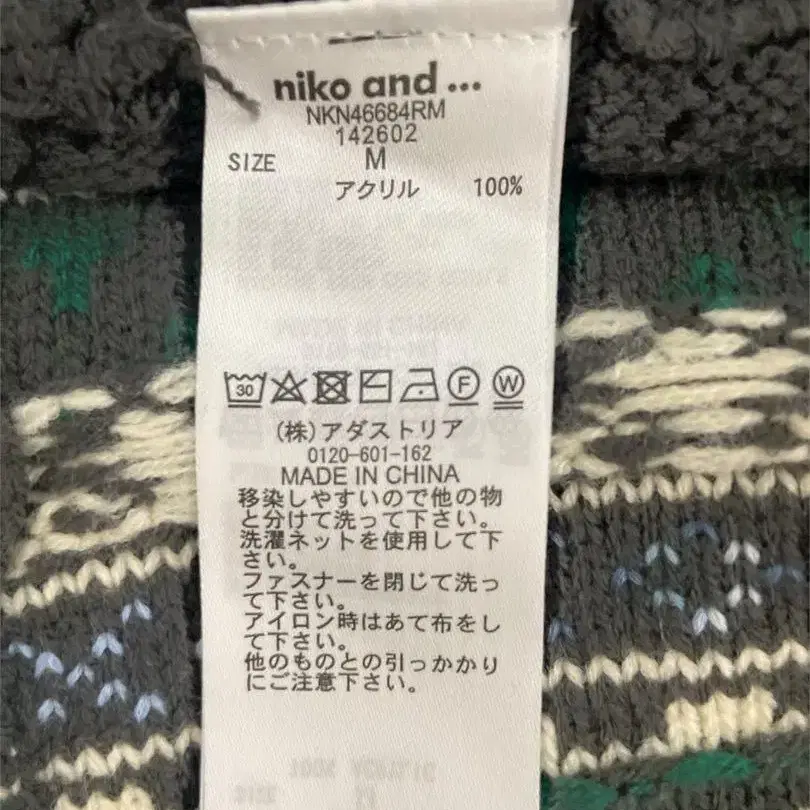 niko and ...
NKN46684RM
142602
SIZE M
アクリル 100%
30
F
W
(株)アダストリア
0120-601-162
MADE IN CHINA
移染しやすいので他の物
と分けて洗って下さい。
洗濯ネットを使用して下
さい。
ファスナーを閉じて洗っ
て下さい。
アイロン時はあて布をし
て下さい。
他のものとの引っかかり
にご注意下さい。